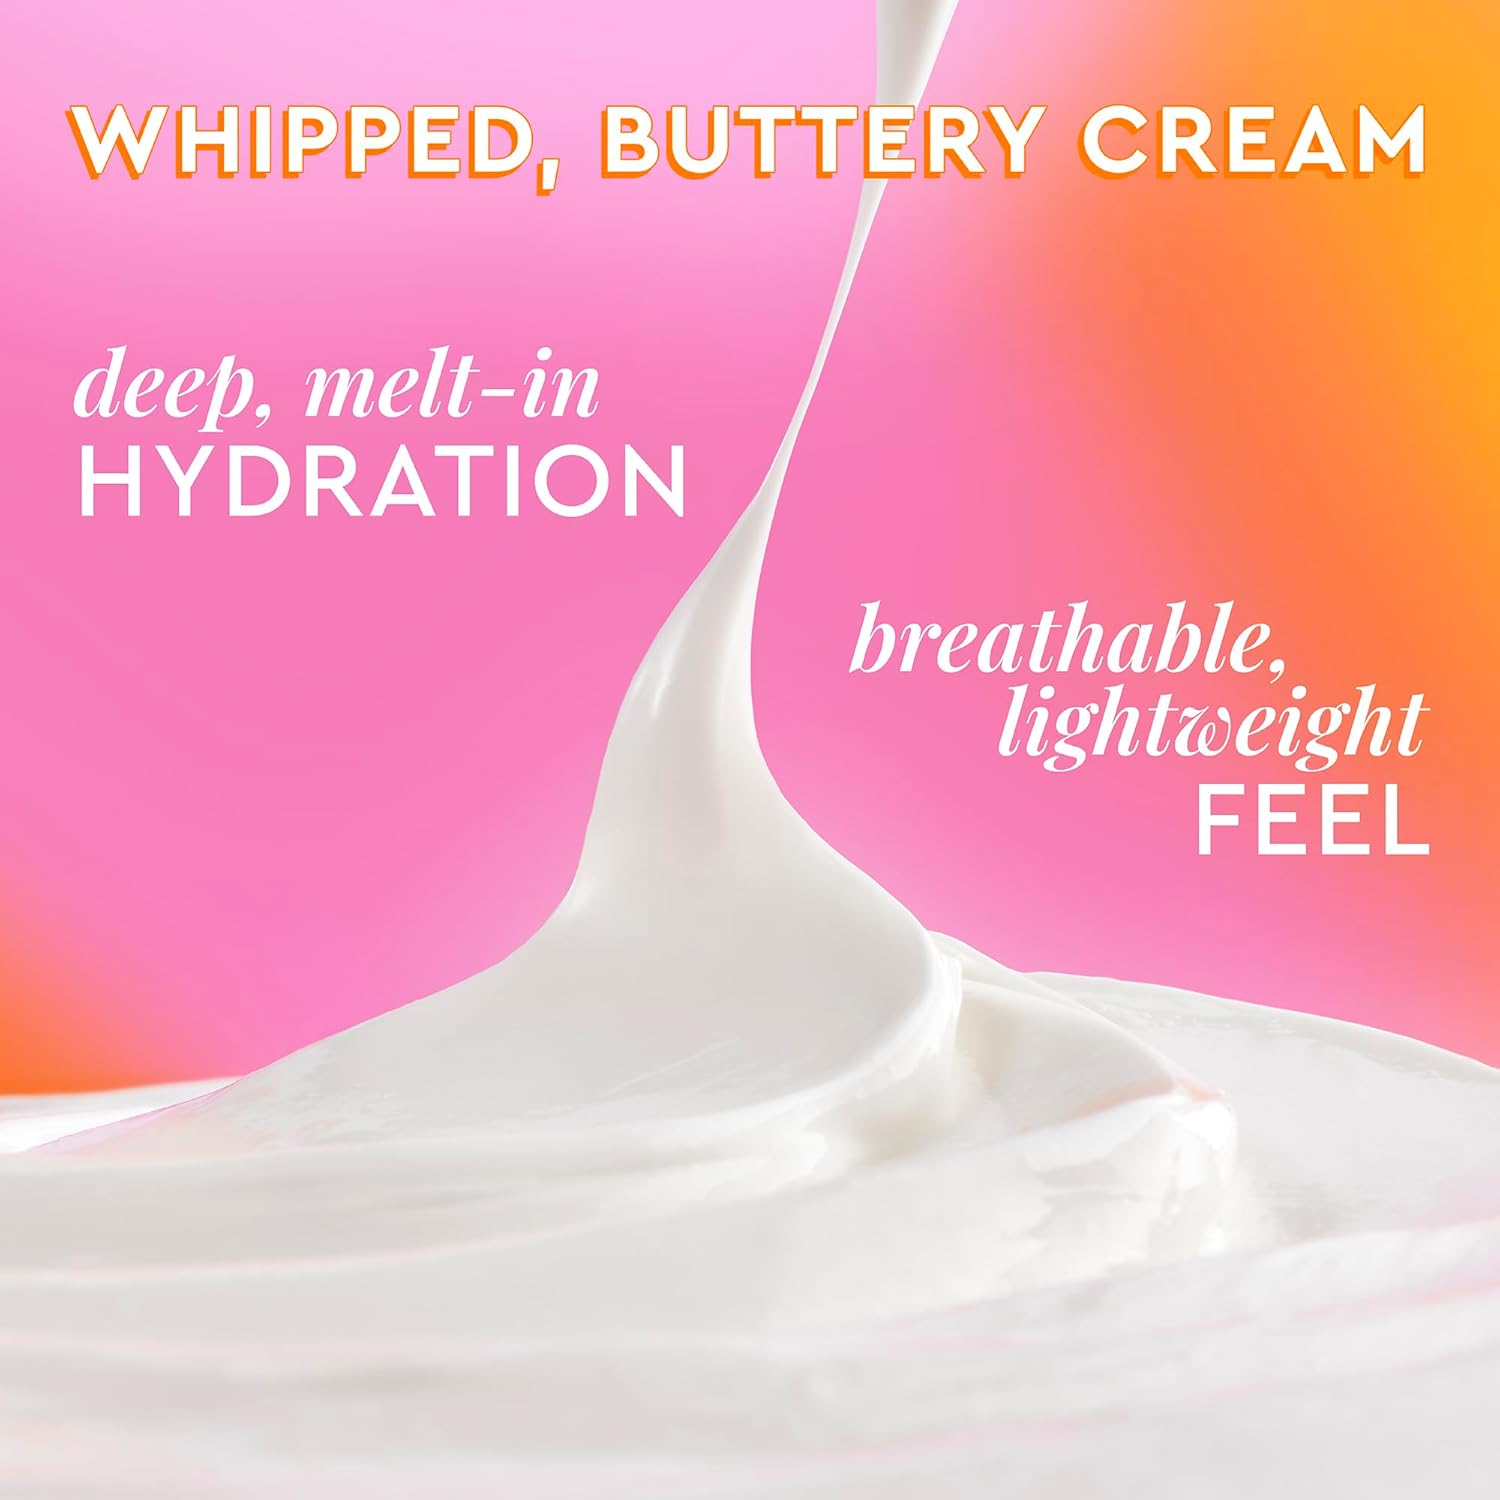 WHIPPED, BUTTERY CREAM
deep, melt-in
HYDRATION
breathable,
lightweight
FEEL